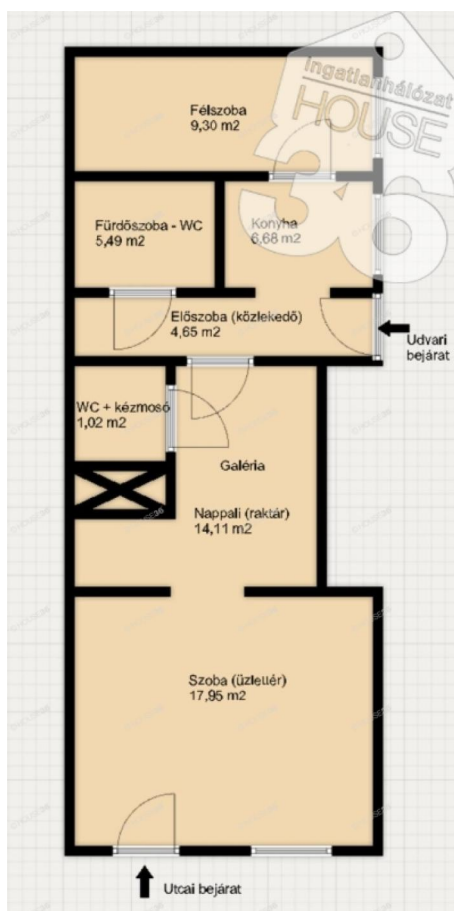 Ingatlanhálózat
HOUSE
36
Félszoba
9,30 m2
Fürdőszoba - WC
5,49 m2
Konyha
6,68 m2
Előszoba (közlekedő)
4,65 m2
Udvari
bejárat
WC + kézmosó
1,02 m2
Galéria
Nappali (raktár)
14,11 m2
Szoba (üzlettér)
17,95 m2
Utcai bejárat